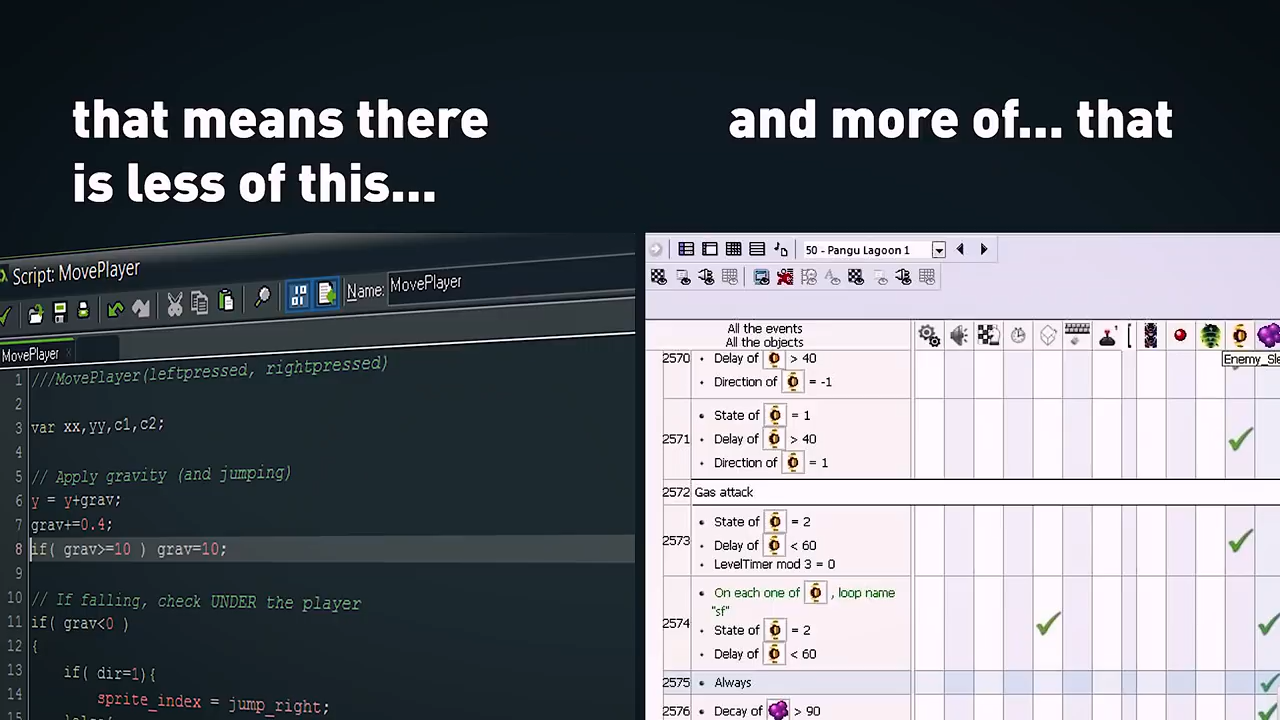 that means there
is less of this...
and more of... that
Script: MovePlayer
Name: MovePlayer
MovePlayer
1 ///MovePlayer(leftpressed, rightpressed)
2
3 var xx,yy,c1,c2;
4
5 // Apply gravity (and jumping)
6 y = y+grav;
7 grav+=0.4;
8 if( grav>=10 ) grav=10;
9
10 // If falling, check UNDER the player
11 if( grav<0 )
12 {
13 if( dir=1){
14 sprite_index = jump_right;
50 - Pangu Lagoon 1
All the events
All the objects
Enemy_Sle
2570
• Delay of > 40
• Direction of = -1
2571
• State of = 1
• Delay of > 40
• Direction of = 1
2572 Gas attack
2573
• State of = 2
• Delay of < 60
• LevelTimer mod 3 = 0
2574
• On each one of , loop name
"sf"
• State of = 2
• Delay of < 60
2575 • Always
2576 • Decay of > 90